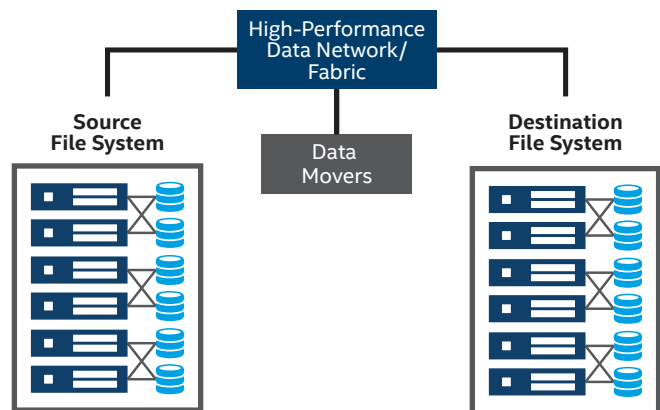 High-Performance
Data Network/
Fabric
Source
File System
Data
Movers
Destination
File System